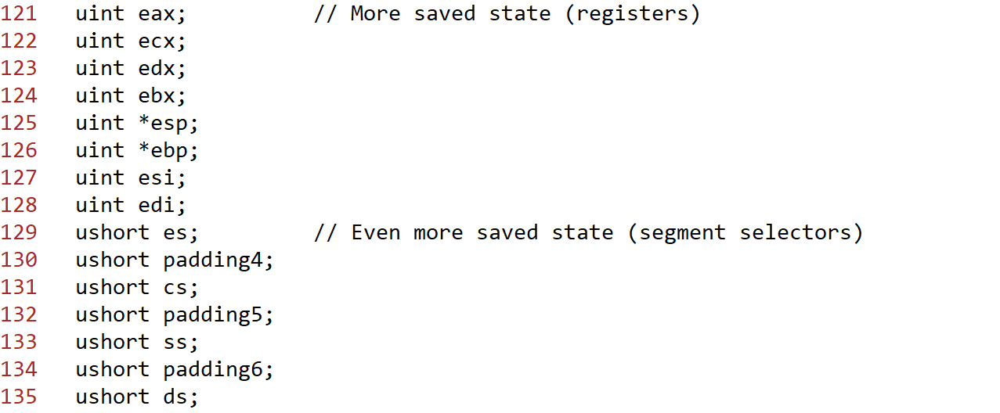 121 uint eax; // More saved state (registers)
122 uint ecx;
123 uint edx;
124 uint ebx;
125 uint *esp;
126 uint *ebp;
127 uint esi;
128 uint edi;
129 ushort es; // Even more saved state (segment selectors)
130 ushort padding4;
131 ushort cs;
132 ushort padding5;
133 ushort ss;
134 ushort padding6;
135 ushort ds;